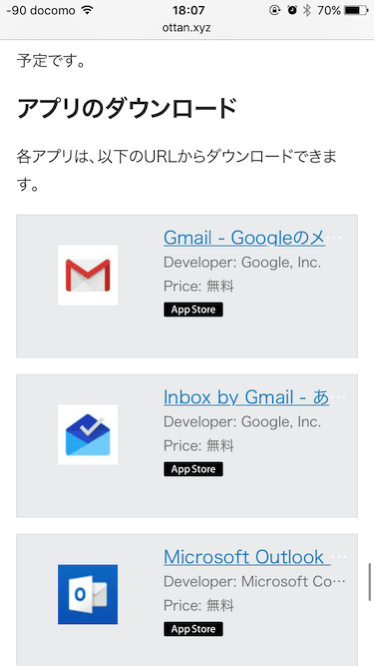 -90 docomo 18:07 70%
ottan.xyz
予定です。
アプリのダウンロード
各アプリは、以下のURLからダウンロードできま
す。
Gmail - Googleのメ…
Developer: Google, Inc.
Price: 無料
App Store
Inbox by Gmail - あ…
Developer: Google, Inc.
Price: 無料
App Store
Microsoft Outlook …
Developer: Microsoft Co…
Price: 無料
App Store